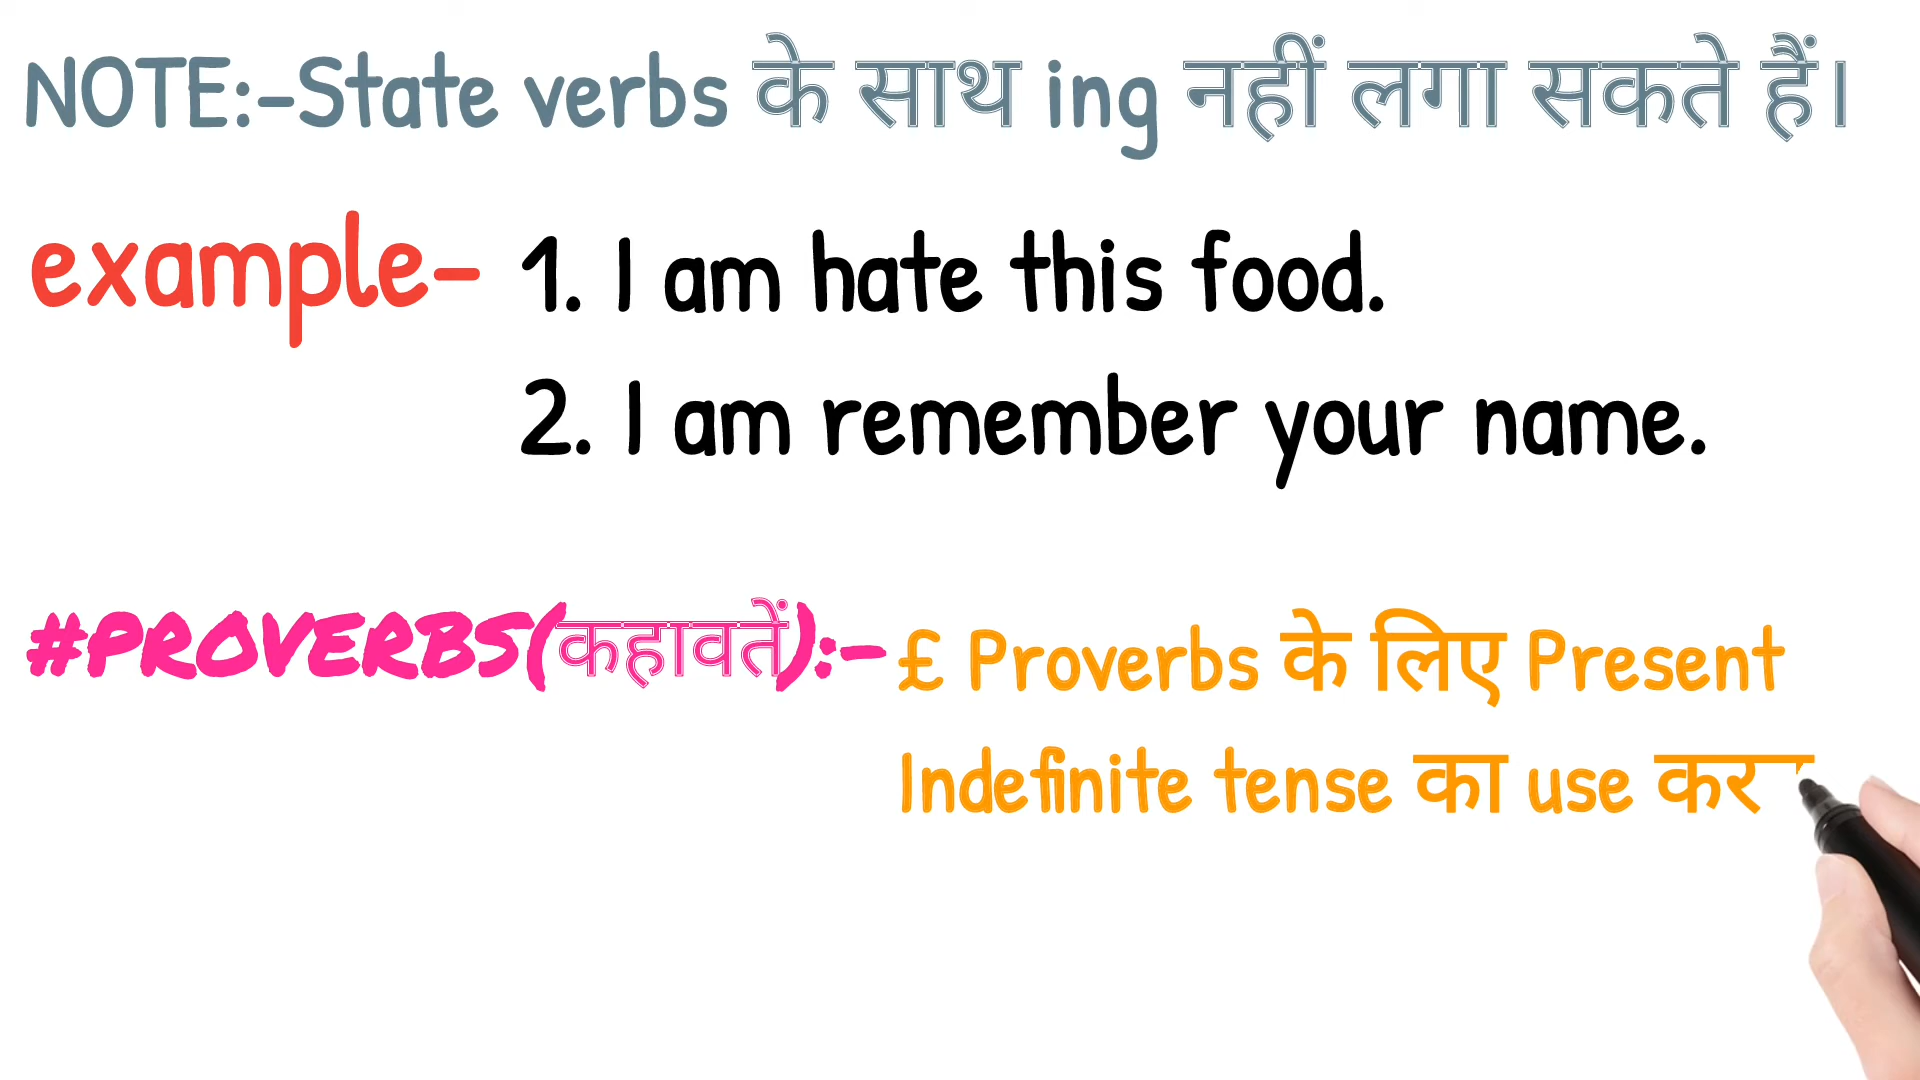 NOTE:-State verbs के साथ ing नहीं लगा सकते हैं।
example- 1. I am hate this food.
2. I am remember your name.
#PROVERBS(कहावतें):- £ Proverbs के लिए Present
Indefinite tense का use कर